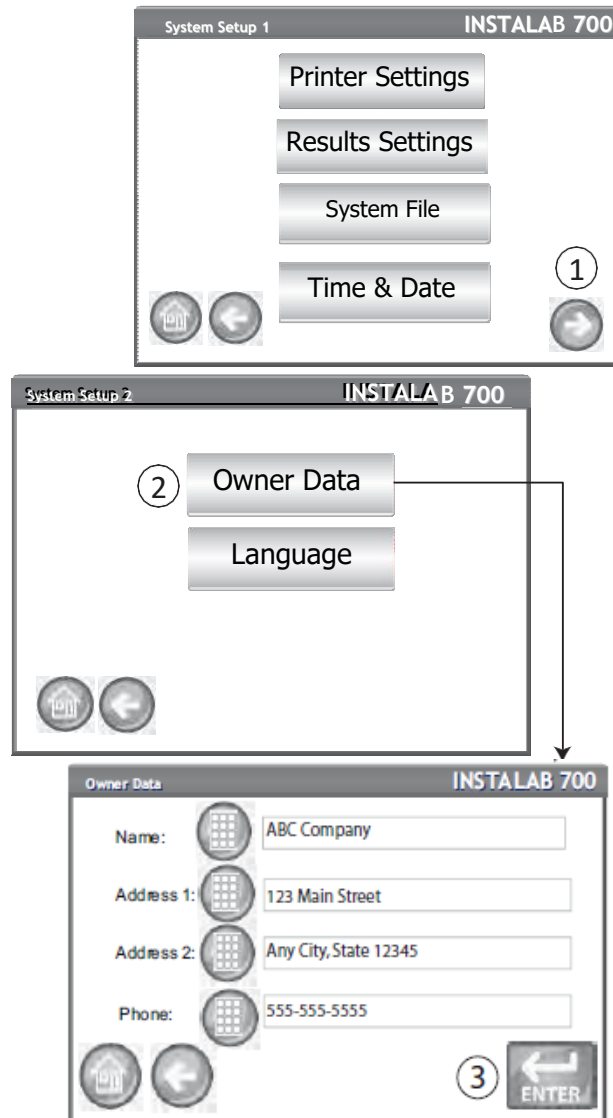 System Setup 1 INSTALAB 700
Printer Settings
Results Settings
System File
Time & Date
1
System Setup 2 INSTALAB 700
2 Owner Data
Language
Owner Data INSTALAB 700
Name: ABC Company
Address 1: 123 Main Street
Address 2: Any City, State 12345
Phone: 555-555-5555
3 ENTER